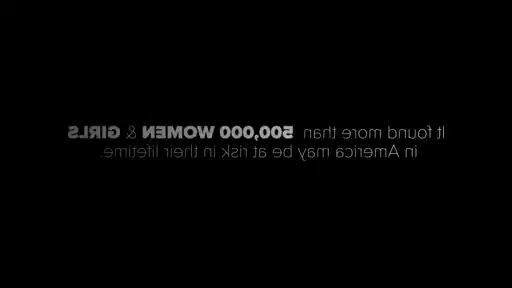 It found more than 500,000 WOMEN & GIRLS
in America may be at risk in their lifetime.